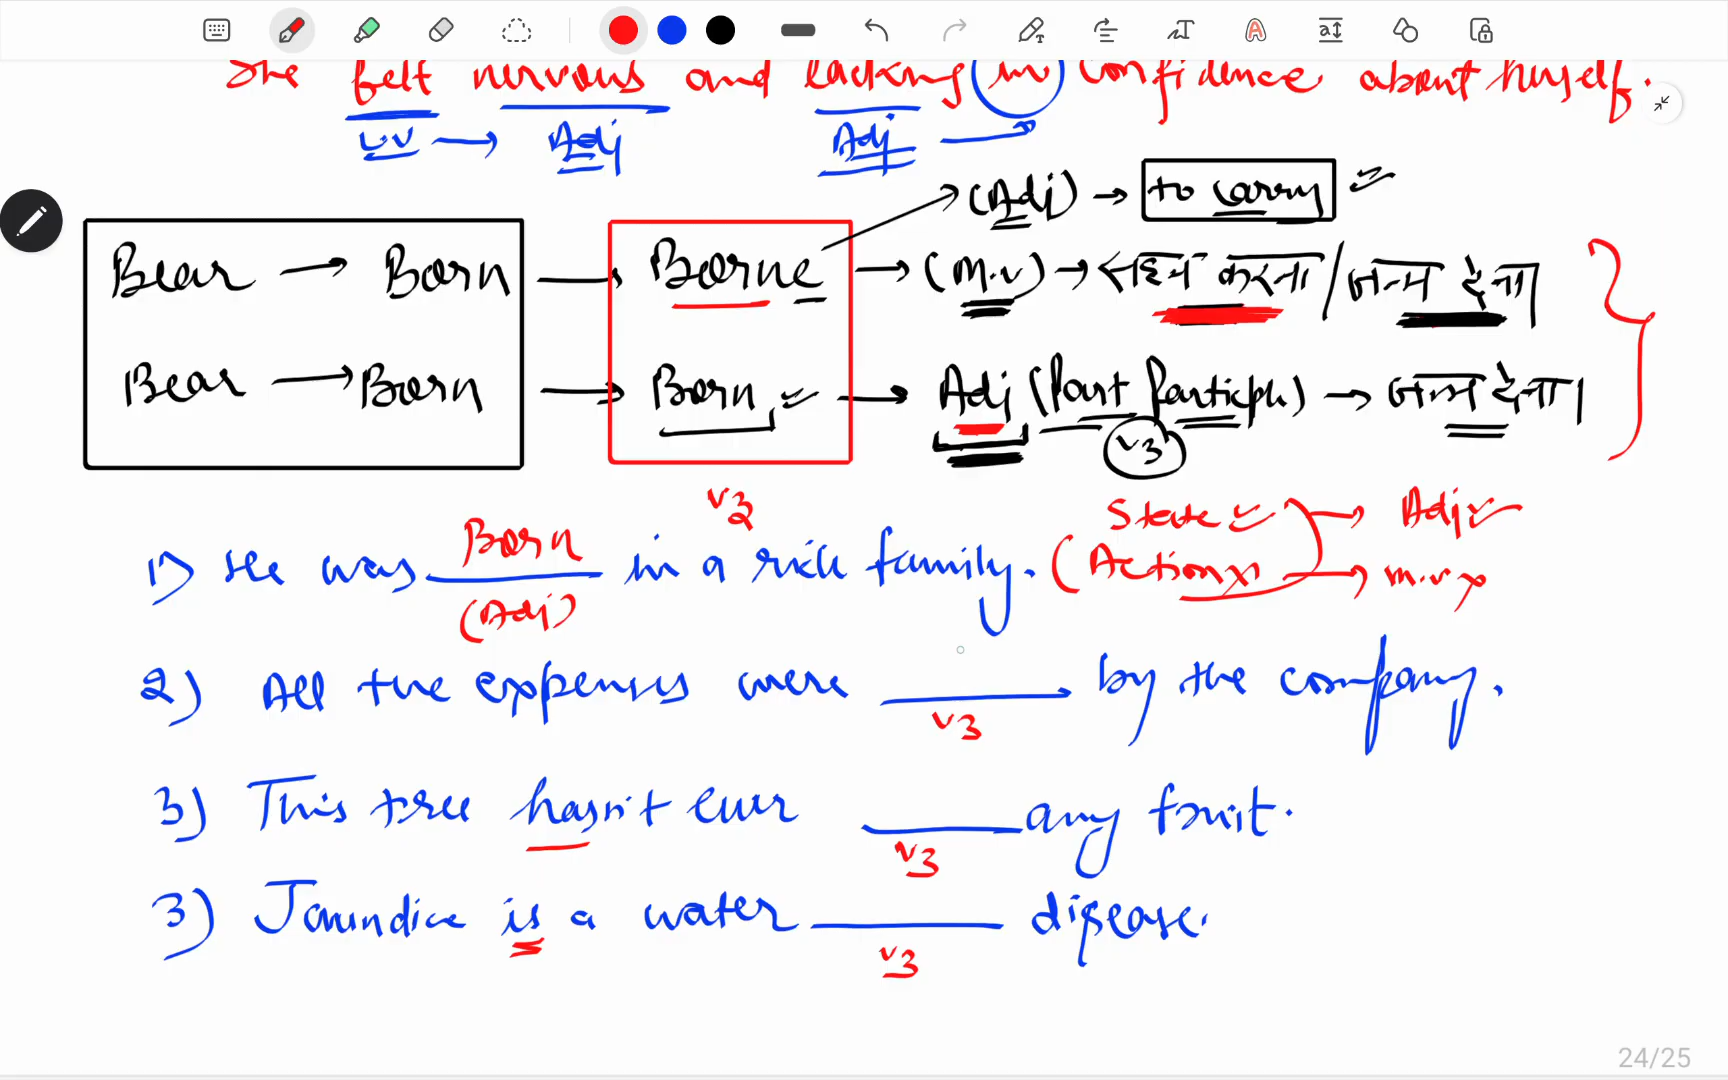 She felt nervous and lacking in confidence about herself.
LV → Adj Adj →
(Adj) → to carry
Bear → Born → Borne → (M.V) → सहन करना / जन्म देना
Bear → Born → Born → Adj (Past Participle) → जन्म देना
V3
V3
1) He was Born in a rich family. (State Action x) → Adj
(Adj) → m.v x
2) All the expenses were ____ by the company.
V3
3) This tree hasn't ever ____ any fruit.
V3
3) Jaundice is a water ____ disease.
V3
24/25